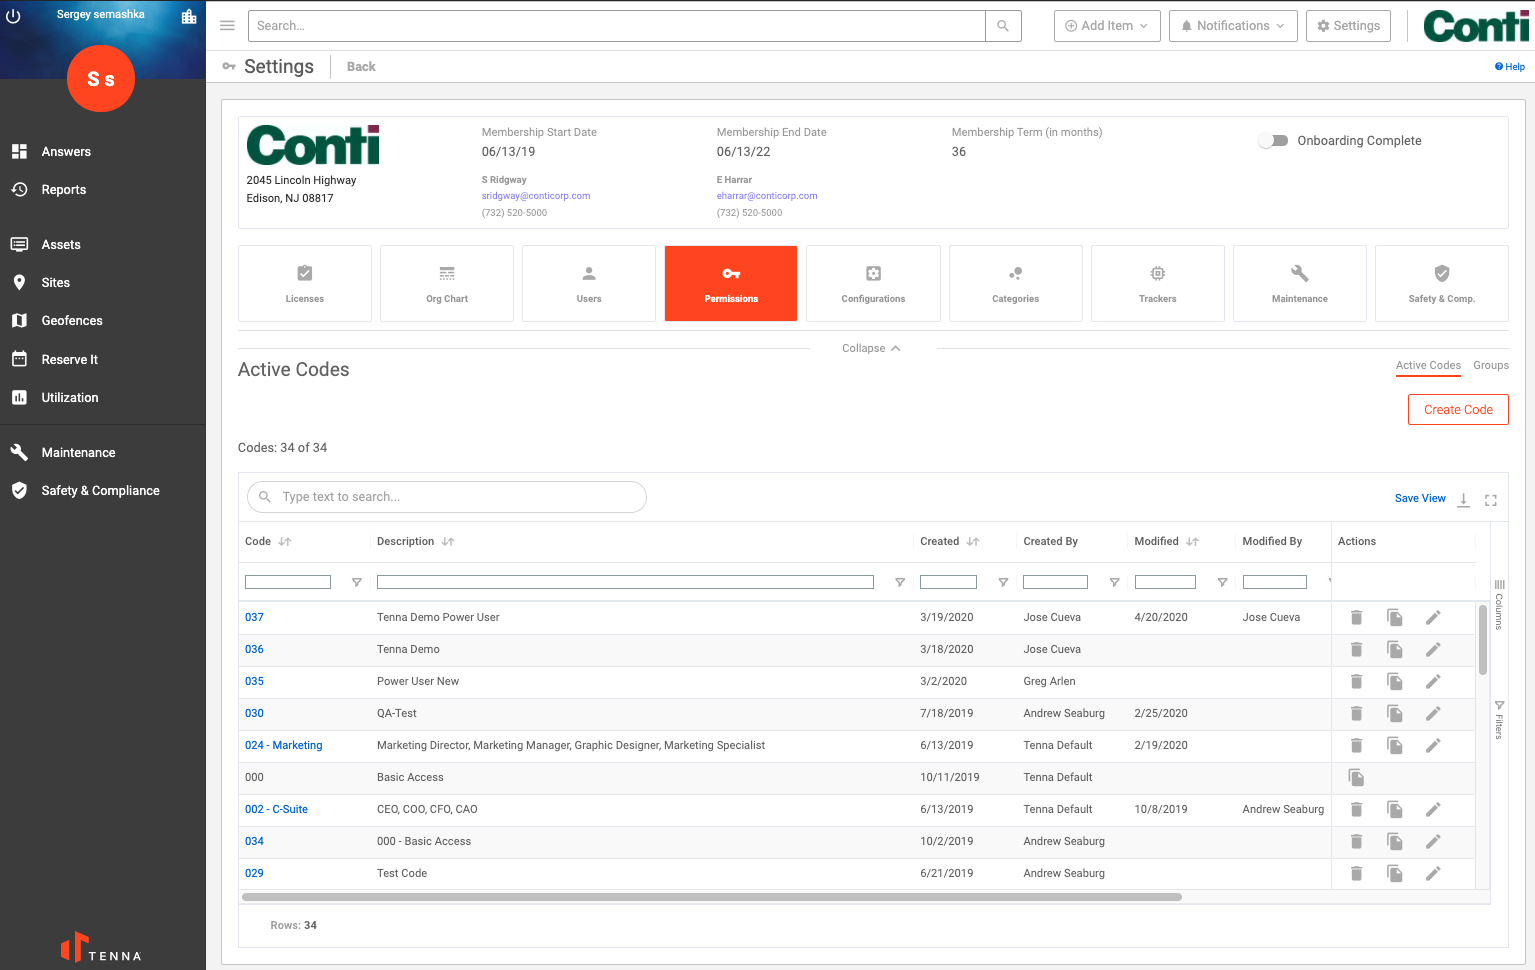 Sergey semashka
Search...
Add Item
Notifications
Settings
Conti
S s
Settings
Back
Help
Answers
Reports
Assets
Sites
Geofences
Reserve It
Utilization
Maintenance
Safety & Compliance
TENNA
Conti
2045 Lincoln Highway
Edison, NJ 08817
Membership Start Date
06/13/19
S Ridgway
sridgway@conticorp.com
(732) 520-5000
Membership End Date
06/13/22
E Harrar
eharrar@conticorp.com
(732) 520-5000
Membership Term (in months)
36
Onboarding Complete
Licenses
Org Chart
Users
Permissions
Configurations
Categories
Trackers
Maintenance
Safety & Comp.
Collapse
Active Codes
Active Codes Groups
Create Code
Codes: 34 of 34
Type text to search...
Save View
Code Description Created Created By Modified Modified By Actions
037 Tenna Demo Power User 3/19/2020 Jose Cueva 4/20/2020 Jose Cueva
036 Tenna Demo 3/18/2020 Jose Cueva
035 Power User New 3/2/2020 Greg Arlen
030 QA-Test 7/18/2019 Andrew Seaburg 2/25/2020
024 - Marketing Marketing Director, Marketing Manager, Graphic Designer, Marketing Specialist 6/13/2019 Tenna Default 2/19/2020
000 Basic Access 10/11/2019 Tenna Default
002 - C-Suite CEO, COO, CFO, CAO 6/13/2019 Tenna Default 10/8/2019 Andrew Seaburg
034 000 - Basic Access 10/2/2019 Andrew Seaburg
029 Test Code 6/21/2019 Andrew Seaburg
Columns
Filters
Rows: 34